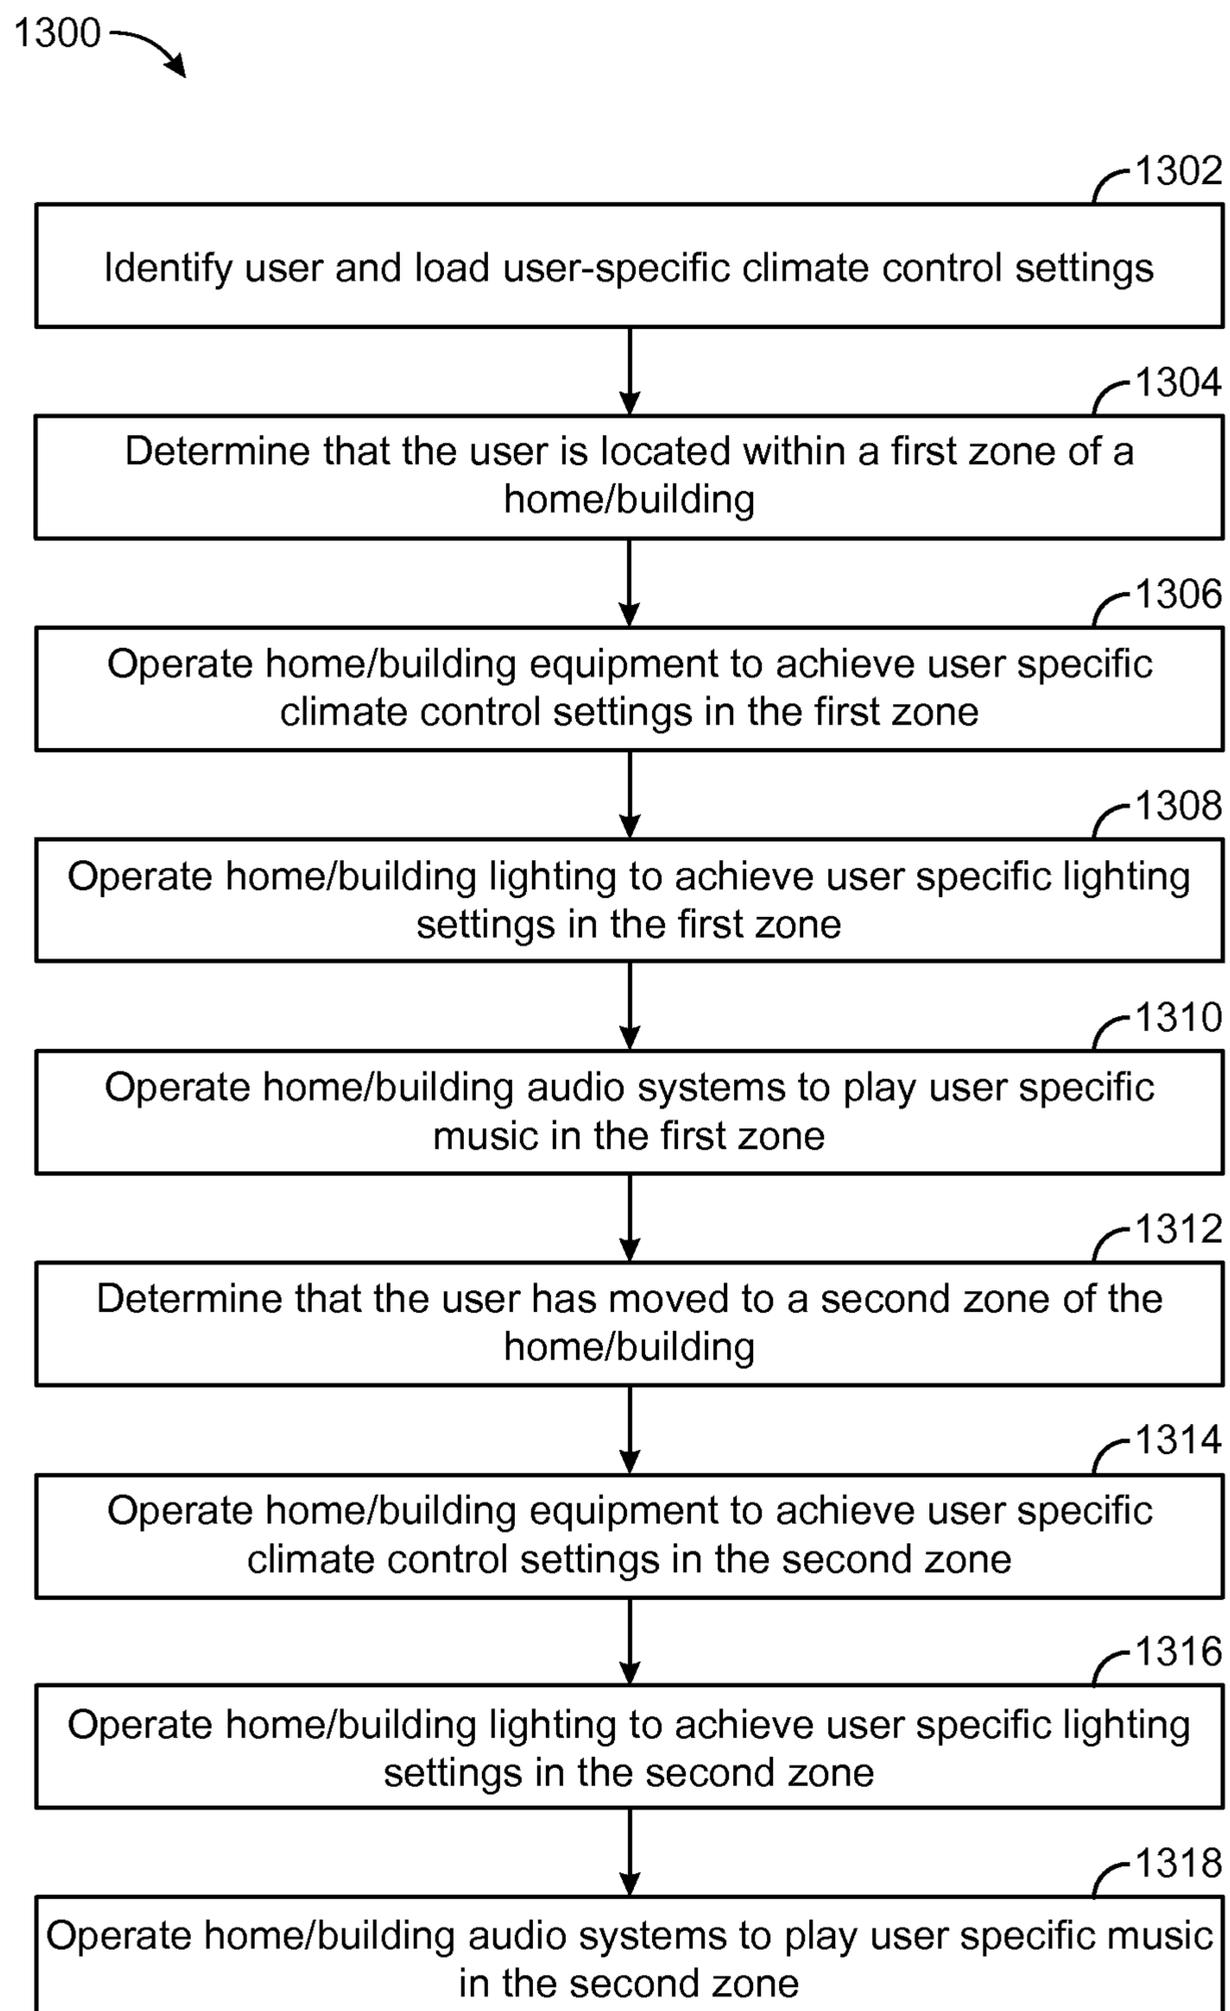 1300
1302
Identify user and load user-specific climate control settings
1304
Determine that the user is located within a first zone of a
home/building
1306
Operate home/building equipment to achieve user specific
climate control settings in the first zone
1308
Operate home/building lighting to achieve user specific lighting
settings in the first zone
1310
Operate home/building audio systems to play user specific
music in the first zone
1312
Determine that the user has moved to a second zone of the
home/building
1314
Operate home/building equipment to achieve user specific
climate control settings in the second zone
1316
Operate home/building lighting to achieve user specific lighting
settings in the second zone
1318
Operate home/building audio systems to play user specific music
in the second zone